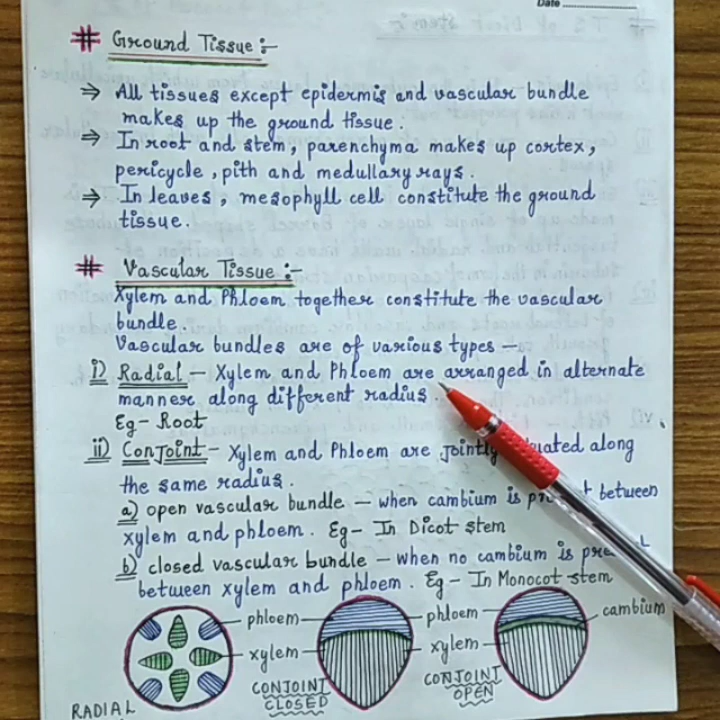 Date
# Ground Tissue :-
⇒ All tissues except epidermis and vascular bundle
makes up the ground tissue.
⇒ In root and stem, parenchyma makes up cortex,
pericycle, pith and medullary rays.
⇒ In leaves, mesophyll cell constitute the ground
tissue.
# Vascular Tissue :-
Xylem and Phloem together constitute the vascular
bundle.
Vascular bundles are of various types —
i) Radial - Xylem and Phloem are arranged in alternate
manner along different radius.
Eg - Root
ii) Conjoint - Xylem and Phloem are jointly along
the same radius.
a) open vascular bundle - when cambium is between
xylem and phloem. Eg - In Dicot stem
b) closed vascular bundle - when no cambium is
between xylem and phloem. Eg - In Monocot stem
phloem phloem cambium
xylem xylem
RADIAL CONJOINT CLOSED CONJOINT OPEN